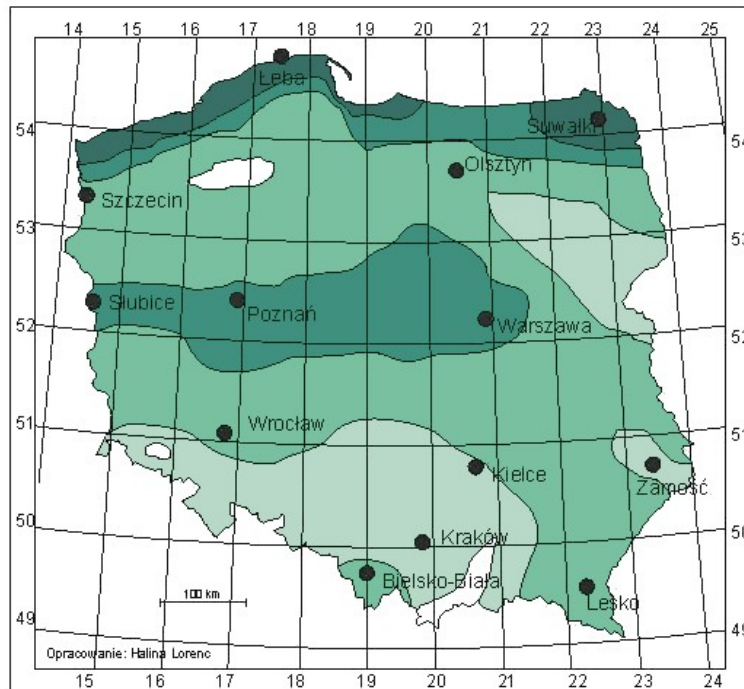 14 15 16 17 18 19 20 21 22 23 24 25
Łeba
54
Suwałki
54
Olsztyn
Szczecin
53
53
Słubice
Poznań
Warszawa
52
52
Wrocław
51
51
Kielce
Zamość
50
Kraków
50
Bielsko-Biała
100 km
Lesko
49
49
Opracowanie: Halina Lorenc
15 16 17 18 19 20 21 22 23 24